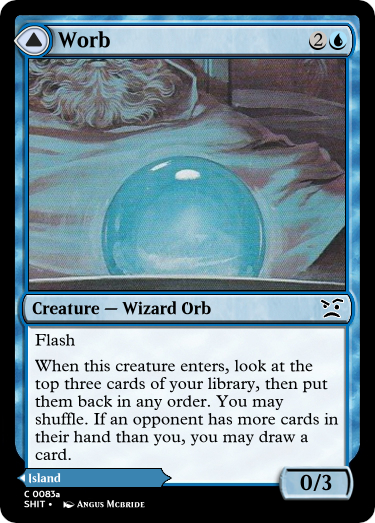 Worb
2
Creature — Wizard Orb
Flash
When this creature enters, look at the
top three cards of your library, then put
them back in any order. You may
shuffle. If an opponent has more cards in
their hand than you, you may draw a
card.
Island
0/3
C 0083a
SHIT • Angus Mcbride